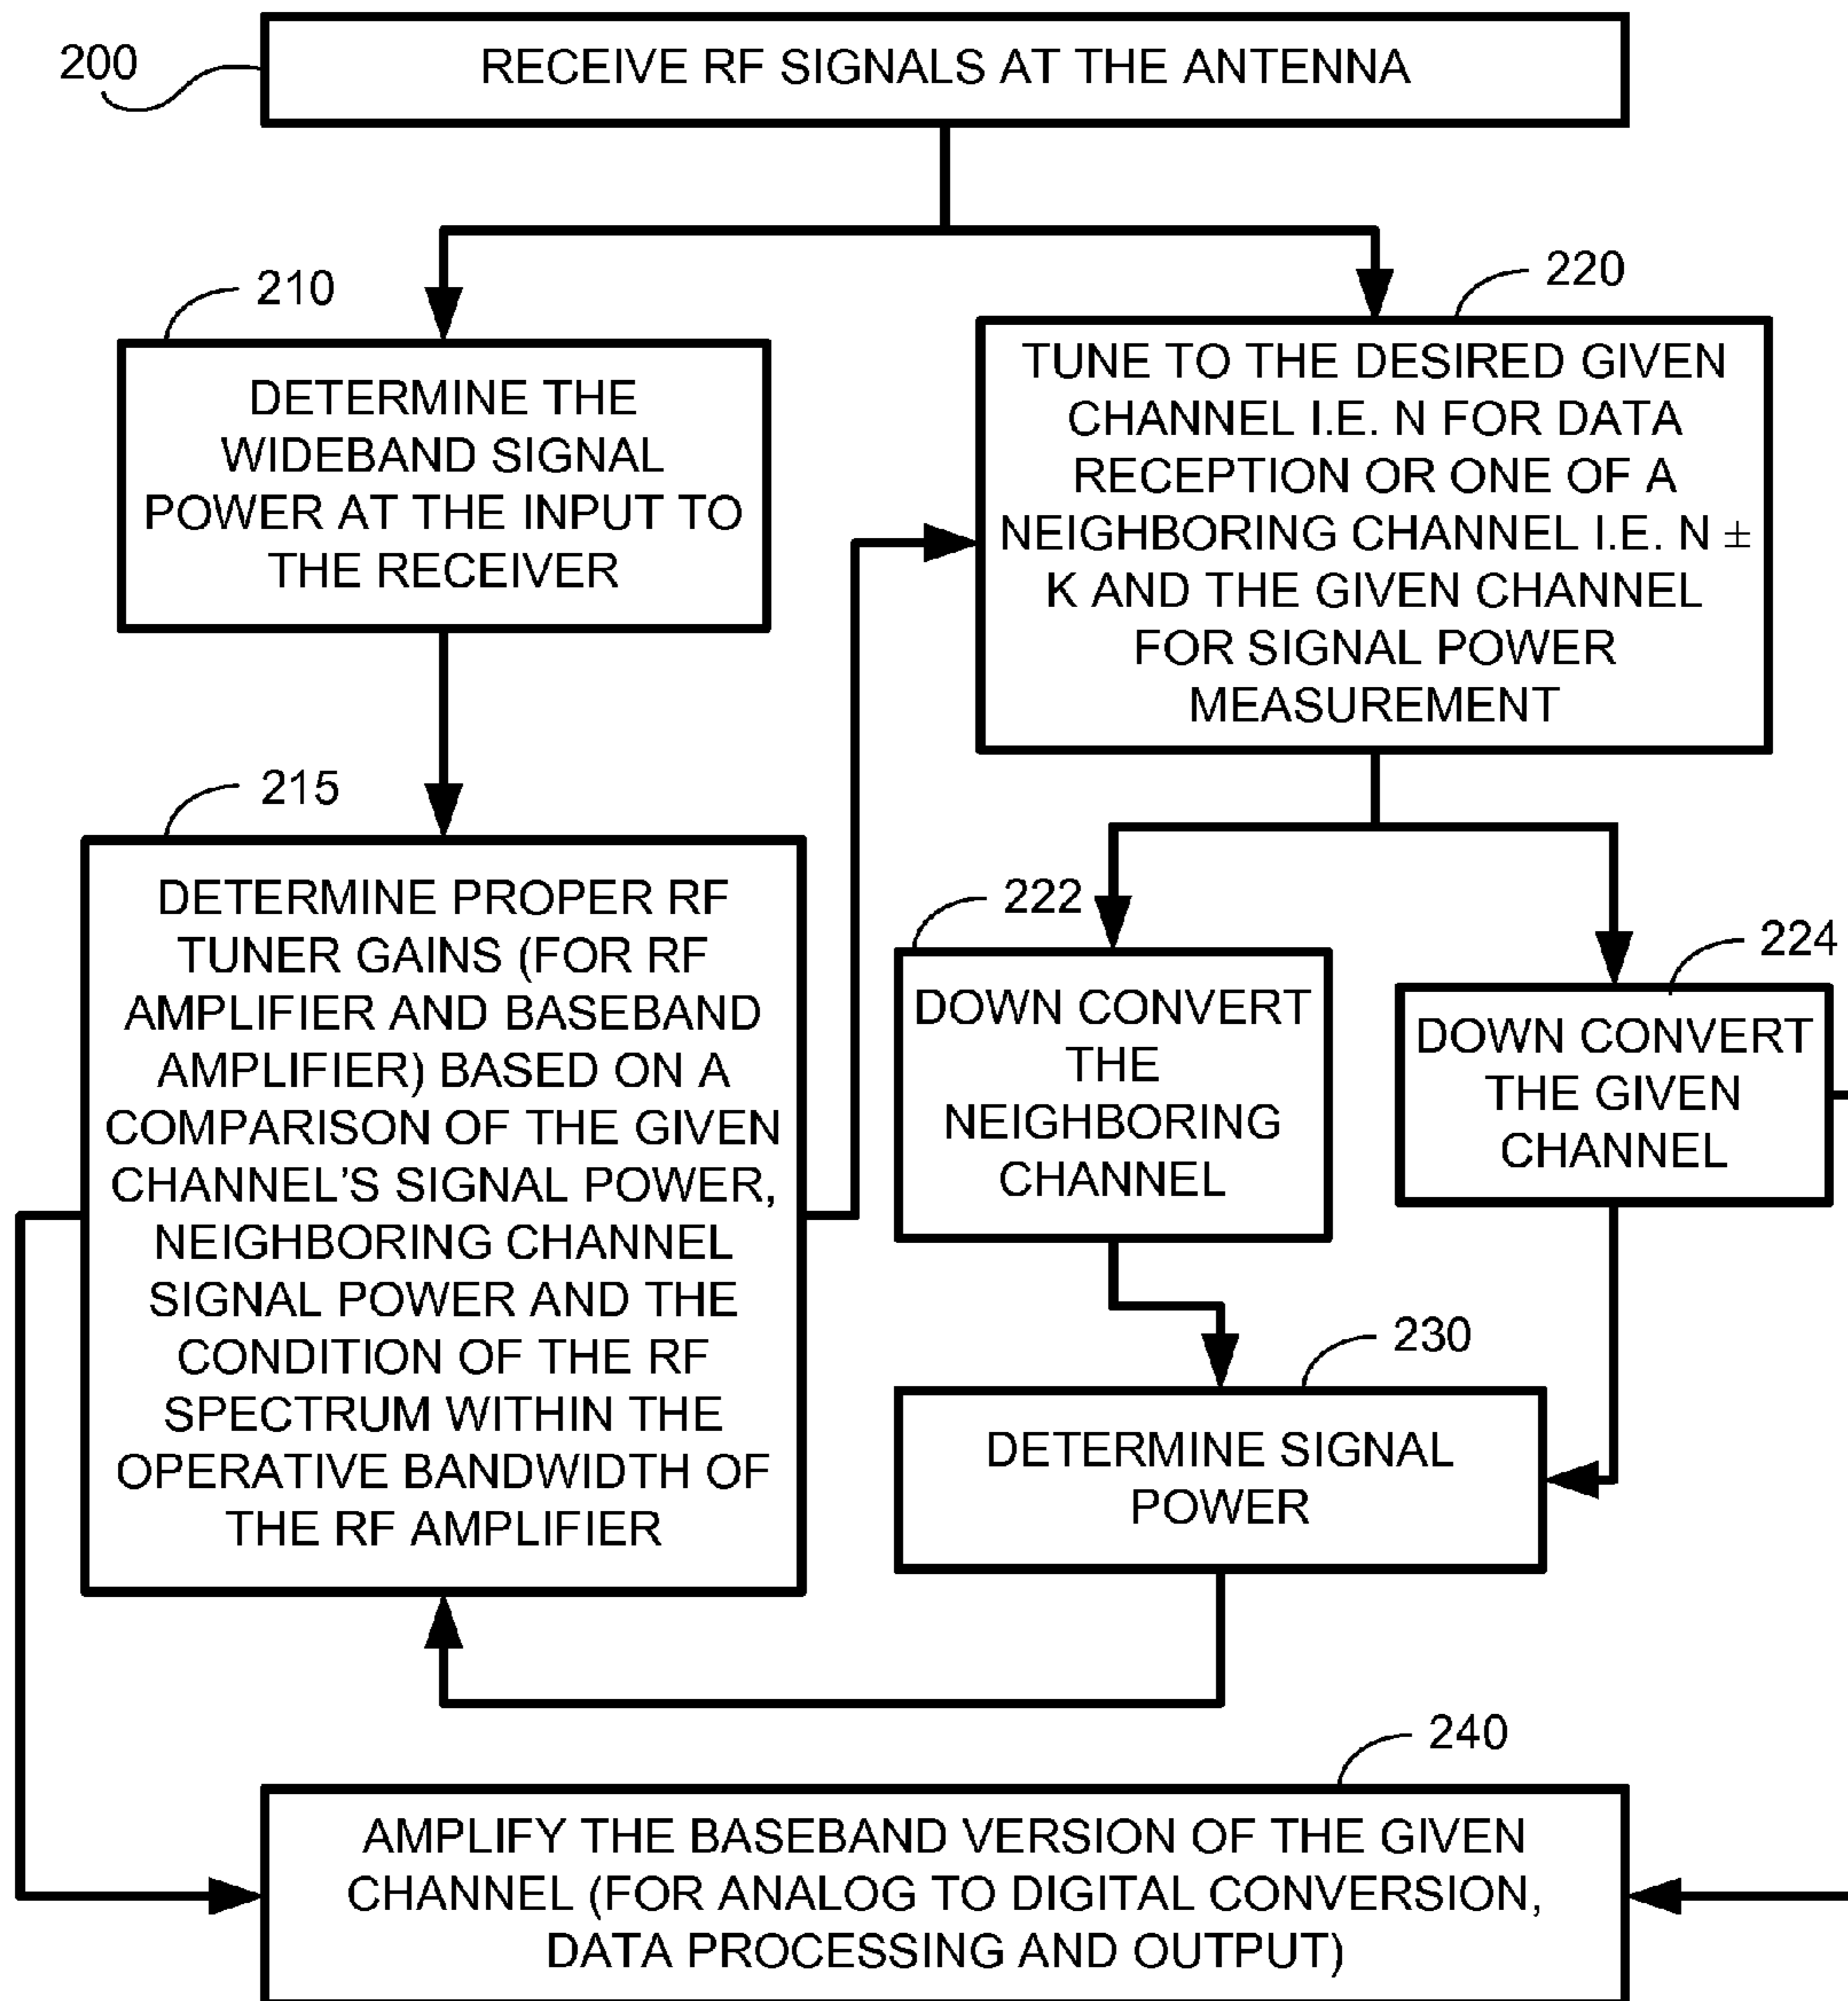 200
RECEIVE RF SIGNALS AT THE ANTENNA
210
DETERMINE THE
WIDEBAND SIGNAL
POWER AT THE INPUT TO
THE RECEIVER
220
TUNE TO THE DESIRED GIVEN
CHANNEL I.E. N FOR DATA
RECEPTION OR ONE OF A
NEIGHBORING CHANNEL I.E. N ±
K AND THE GIVEN CHANNEL
FOR SIGNAL POWER
MEASUREMENT
215
DETERMINE PROPER RF
TUNER GAINS (FOR RF
AMPLIFIER AND BASEBAND
AMPLIFIER) BASED ON A
COMPARISON OF THE GIVEN
CHANNEL'S SIGNAL POWER,
NEIGHBORING CHANNEL
SIGNAL POWER AND THE
CONDITION OF THE RF
SPECTRUM WITHIN THE
OPERATIVE BANDWIDTH OF
THE RF AMPLIFIER
222
DOWN CONVERT
THE
NEIGHBORING
CHANNEL
224
DOWN CONVERT
THE GIVEN
CHANNEL
230
DETERMINE SIGNAL
POWER
240
AMPLIFY THE BASEBAND VERSION OF THE GIVEN
CHANNEL (FOR ANALOG TO DIGITAL CONVERSION,
DATA PROCESSING AND OUTPUT)